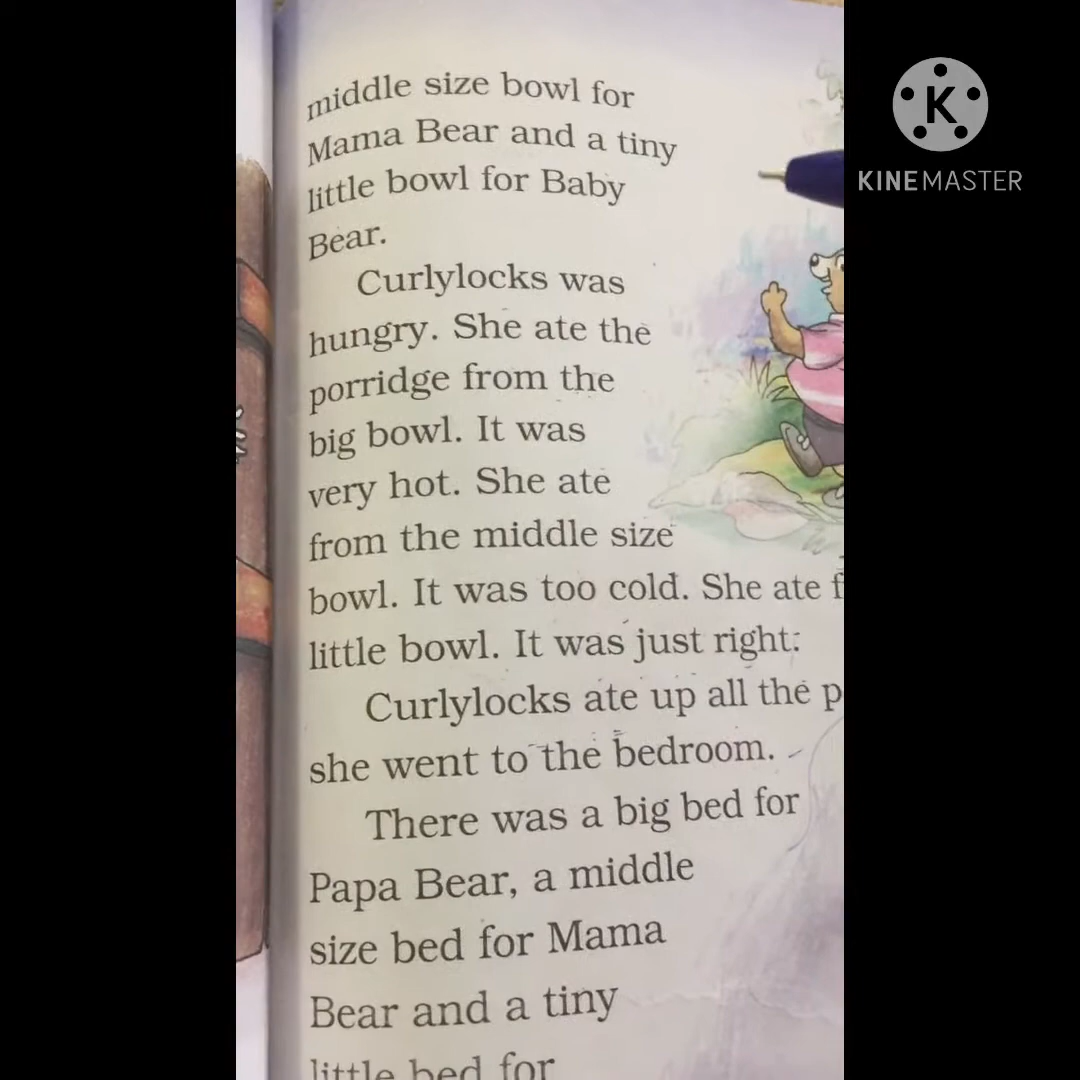 middle size bowl for
Mama Bear and a tiny
little bowl for Baby
Bear.
Curlylocks was
hungry. She ate the
porridge from the
big bowl. It was
very hot. She ate
from the middle size
bowl. It was too cold. She ate
little bowl. It was just right.
Curlylocks ate up all the
she went to the bedroom.
There was a big bed for
Papa Bear, a middle
size bed for Mama
Bear and a tiny
little bed for
K
KINEMASTER